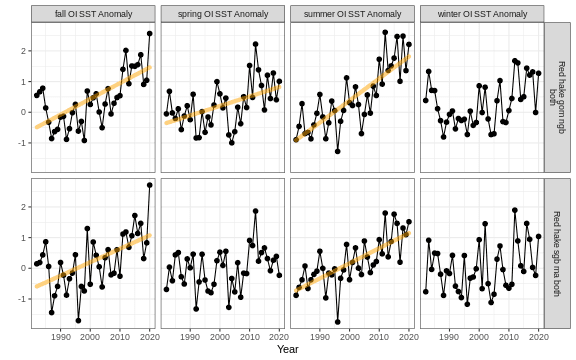 fall OI SST Anomaly
spring OI SST Anomaly
summer OI SST Anomaly
winter OI SST Anomaly
2
1
0
-1
Red hake gom ngb
both
2
1
0
-1
Red hake sgb ma both
1990 2000 2010 2020
1990 2000 2010 2020
1990 2000 2010 2020
1990 2000 2010 2020
Year